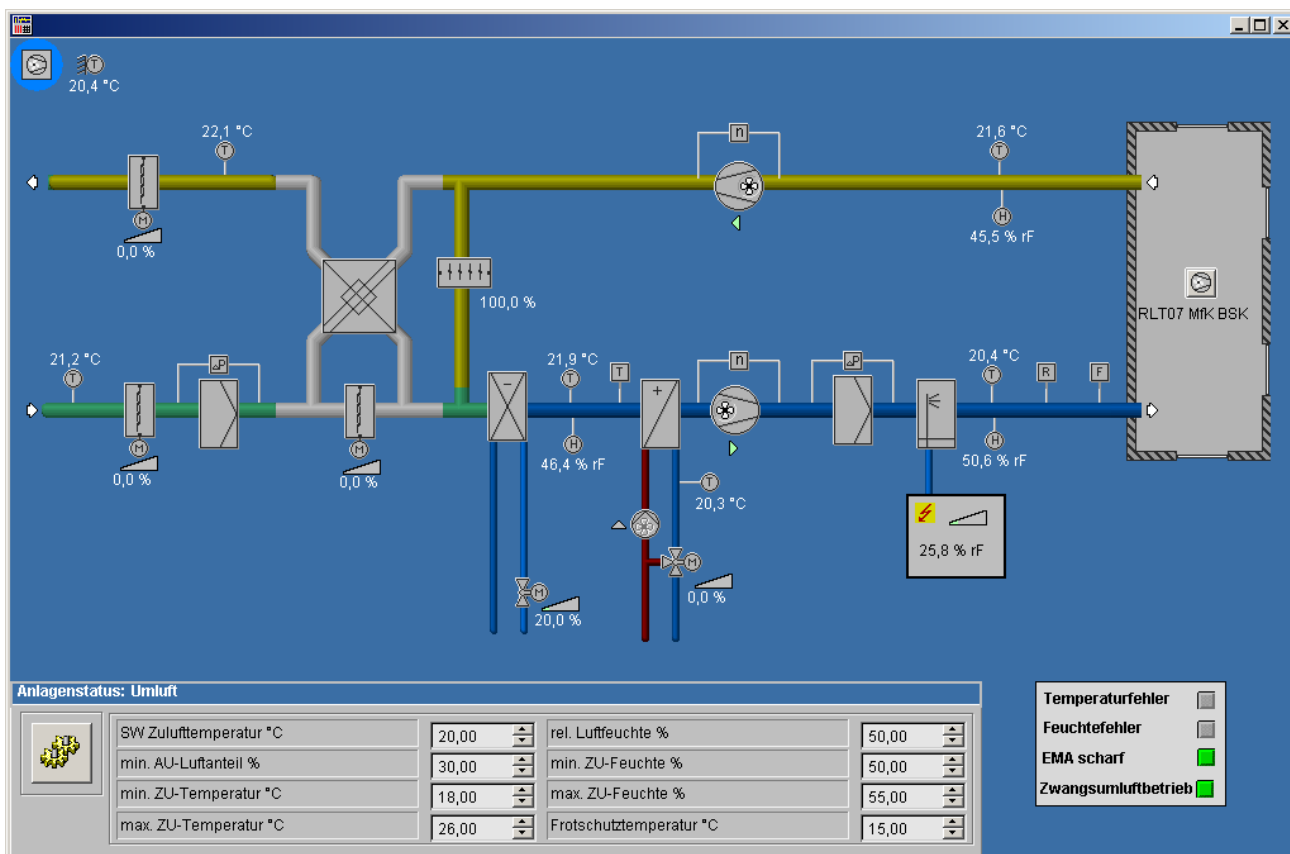 T
20,4 °C
22,1 °C
T
n
21,6 °C
T
M
0,0 %
H
45,5 % rF
100,0 %
RLT07 MfK BSK
21,2 °C
T
ΔP
21,9 °C
T
T
n
ΔP
20,4 °C
T
R
F
M
0,0 %
M
0,0 %
−
+
H
46,4 % rF
H
50,6 % rF
T
20,3 °C
25,8 % rF
M
20,0 %
M
0,0 %
Anlagenstatus: Umluft
SW Zulufttemperatur °C 20,00 rel. Luftfeuchte % 50,00
min. AU-Luftanteil % 30,00 min. ZU-Feuchte % 50,00
min. ZU-Temperatur °C 18,00 max. ZU-Feuchte % 55,00
max. ZU-Temperatur °C 26,00 Frotschutztemperatur °C 15,00
Temperaturfehler
Feuchtefehler
EMA scharf
Zwangsumluftbetrieb